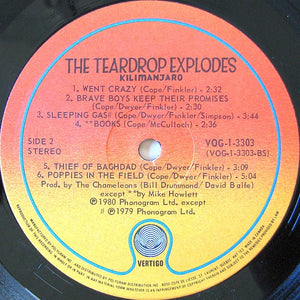 THE TEARDROP EXPLODES
KILIMANJARO
1. WENT CRAZY (Cope/Finkler) - 2:32
2. BRAVE BOYS KEEP THEIR PROMISES
(Cope/Dwyer/Finkler) - 2:30
3. SLEEPING GAS# (Cope/Dwyer/Finkler/Simpson) - 3:44
4. **BOOKS (Cope/McCulloch) - 2:36
SIDE 2
STEREO
VOG-1-3303
(VOG-1-3303-BS)
5. THIEF OF BAGHDAD (Cope/Dwyer/Finkler)
6. POPPIES IN THE FIELD (Cope/Dwyer/Finkler)
Prod. by The Chameleons (Bill Drummond/David Balfe)
except *by Mike Howlett
℗1980 Phonogram Ltd. except
℗1979 Phonogram Ltd.
VERTIGO